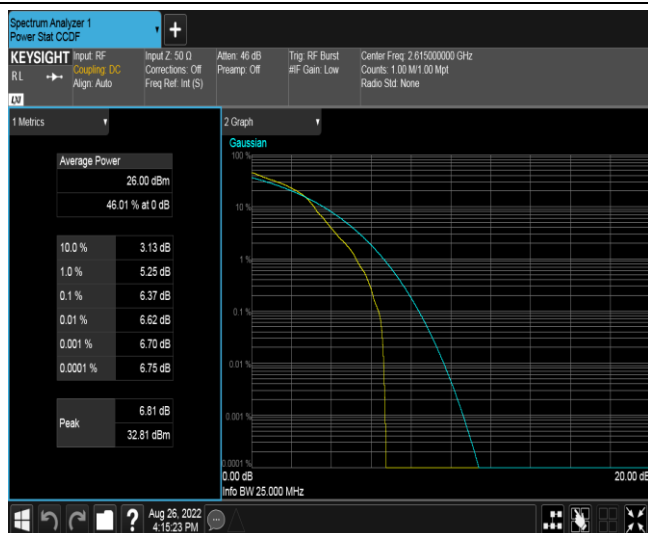 Spectrum Analyzer 1
Power Stat CCDF
+
KEYSIGHT
RL
LXI
Input: RF
Coupling: DC
Align: Auto
Input Z: 50 Ω
Corrections: Off
Freq Ref: Int (S)
Atten: 46 dB
Preamp: Off
Trig: RF Burst
#IF Gain: Low
Center Freq: 2.615000000 GHz
Counts: 1.00 M/1.00 Mpt
Radio Std: None
1 Metrics
Average Power
26.00 dBm
46.01 % at 0 dB
10.0 % 3.13 dB
1.0 % 5.25 dB
0.1 % 6.37 dB
0.01 % 6.62 dB
0.001 % 6.70 dB
0.0001 % 6.75 dB
Peak
6.81 dB
32.81 dBm
2 Graph
Gaussian
100 %
10 %
1 %
0.1 %
0.01 %
0.001 %
0.0001 %
0.00 dB
20.00 dB
Info BW 25.000 MHz
?
Aug 26, 2022
4:15:23 PM